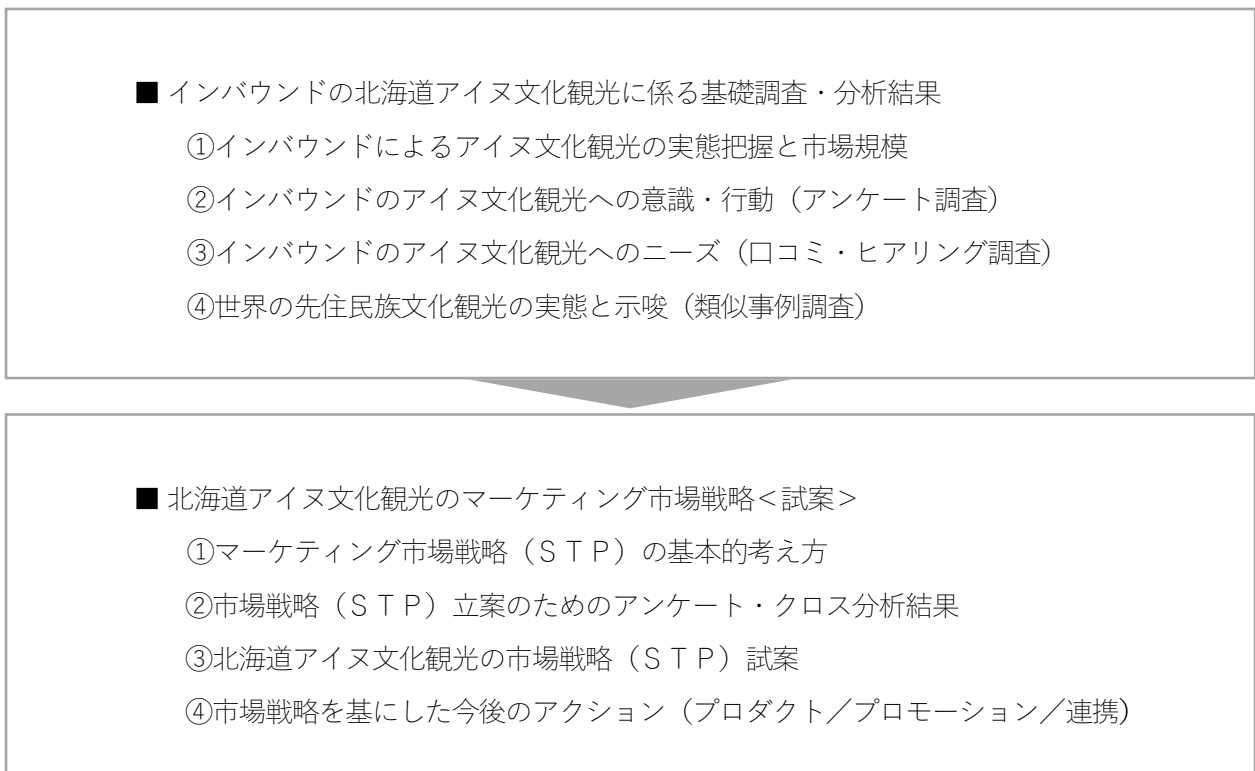 ■ インバウンドの北海道アイヌ文化観光に係る基礎調査・分析結果
①インバウンドによるアイヌ文化観光の実態把握と市場規模
②インバウンドのアイヌ文化観光への意識・行動（アンケート調査）
③インバウンドのアイヌ文化観光へのニーズ（口コミ・ヒアリング調査）
④世界の先住民族文化観光の実態と示唆（類似事例調査）
■ 北海道アイヌ文化観光のマーケティング市場戦略＜試案＞
①マーケティング市場戦略（ＳＴＰ）の基本的考え方
②市場戦略（ＳＴＰ）立案のためのアンケート・クロス分析結果
③北海道アイヌ文化観光の市場戦略（ＳＴＰ）試案
④市場戦略を基にした今後のアクション（プロダクト／プロモーション／連携）